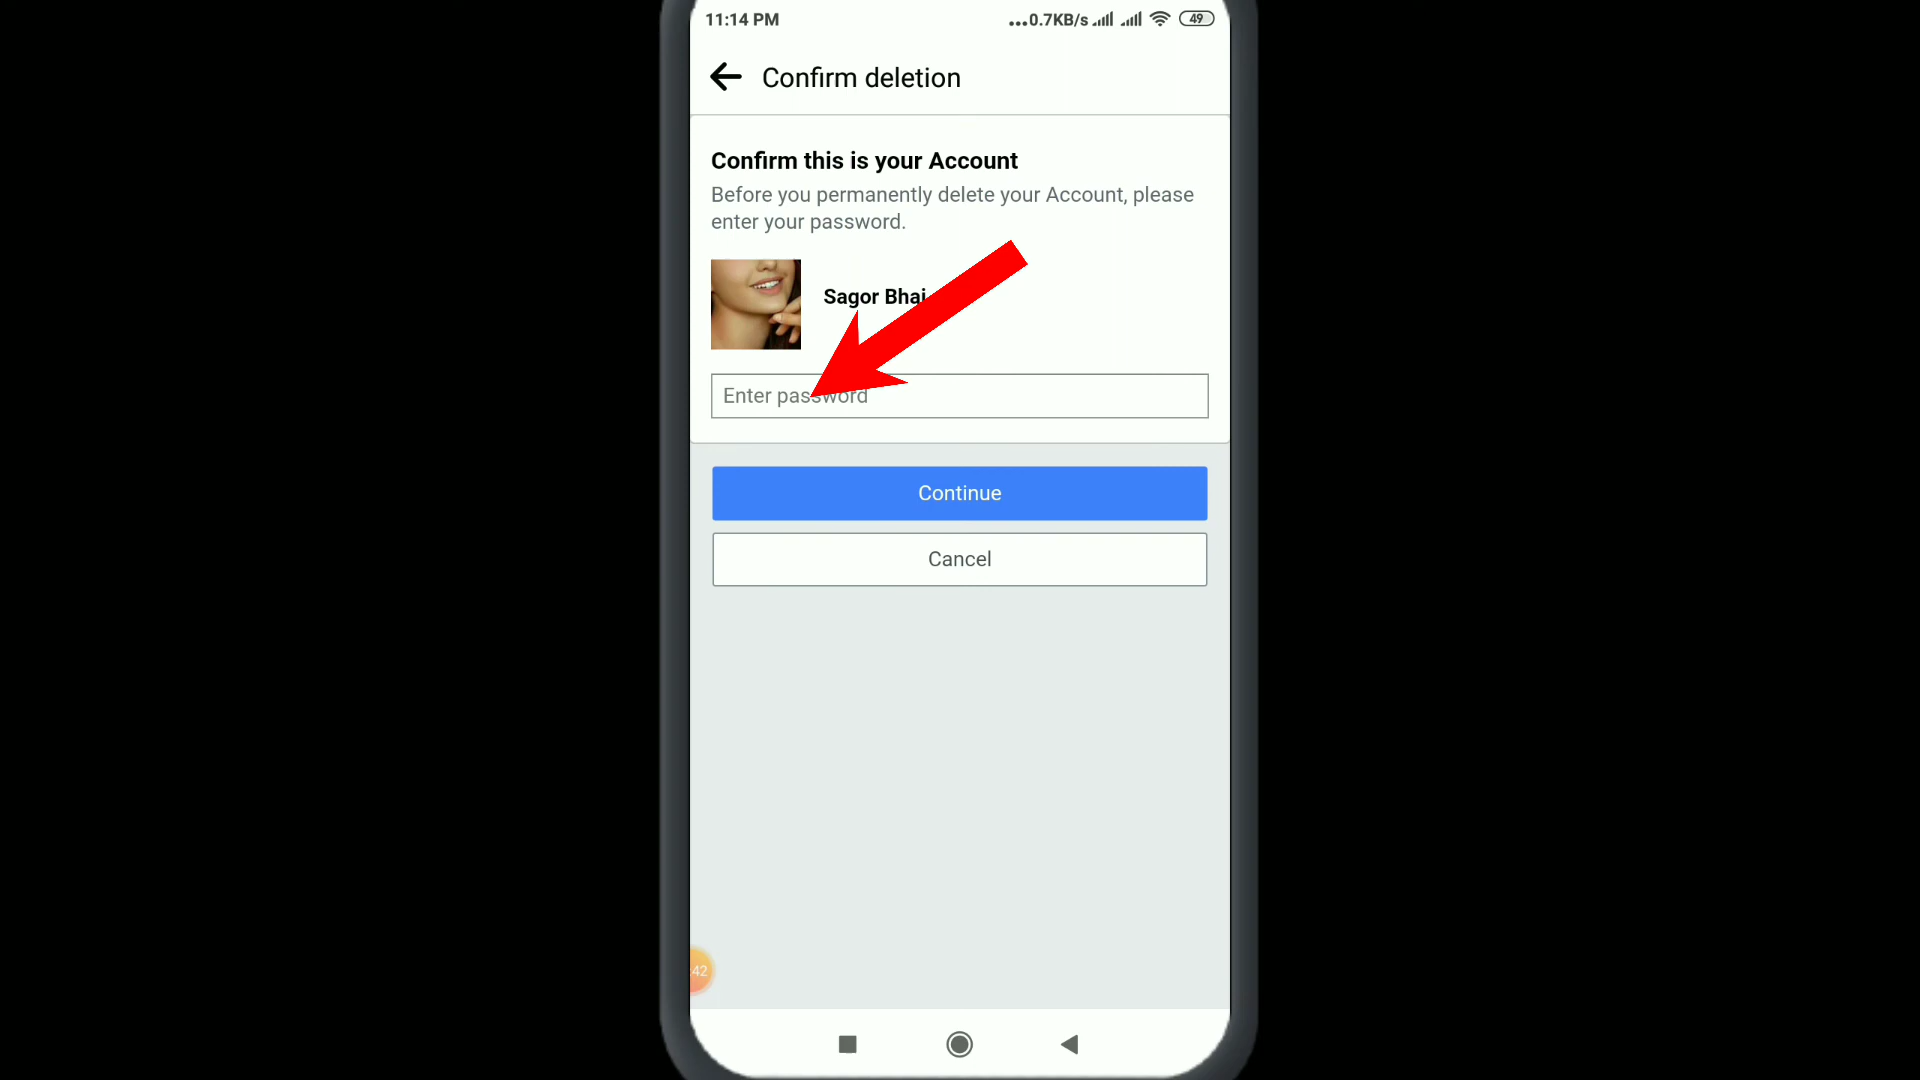 11:14 PM
...0.7KB/s
49
Confirm deletion
Confirm this is your Account
Before you permanently delete your Account, please
enter your password.
Sagor Bhai
Enter password
Continue
Cancel
:42